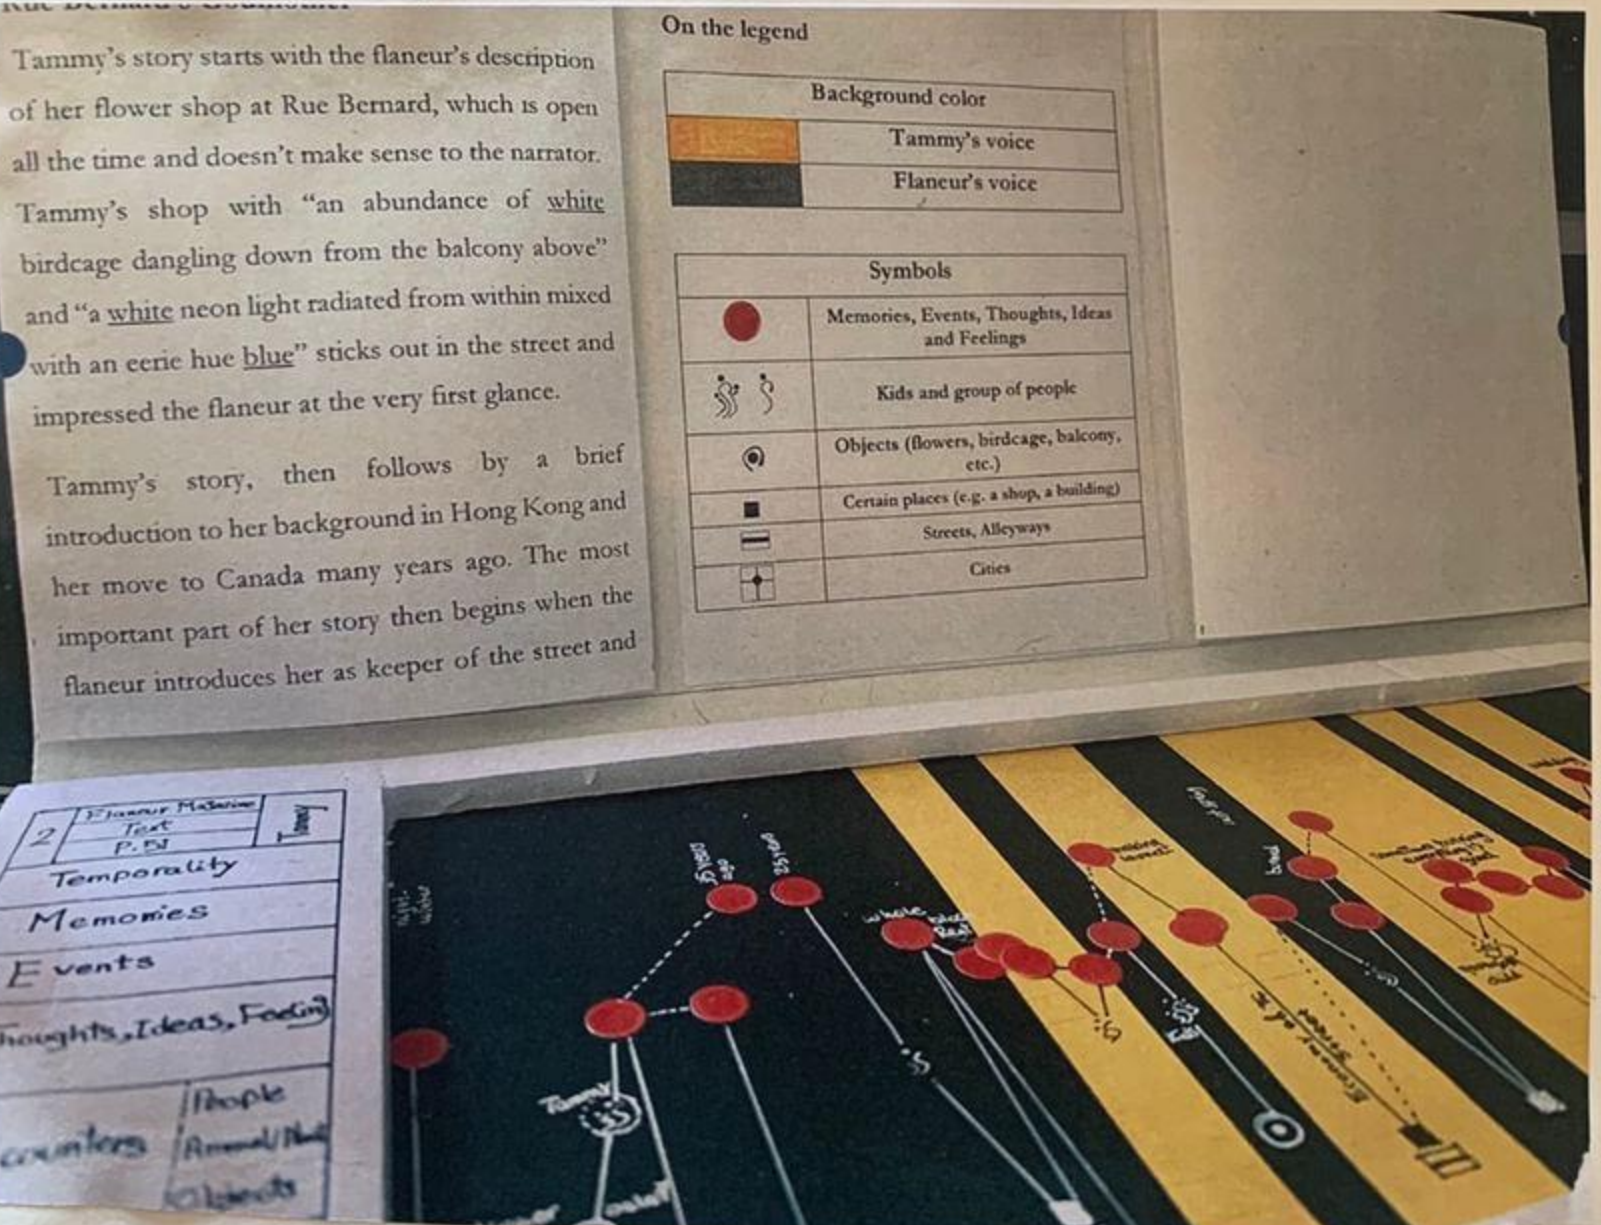 Tammy's story starts with the flaneur's description
of her flower shop at Rue Bernard, which is open
all the time and doesn't make sense to the narrator.
Tammy's shop with "an abundance of white
birdcage dangling down from the balcony above"
and "a white neon light radiated from within mixed
with an eerie hue blue" sticks out in the street and
impressed the flaneur at the very first glance.
Tammy's story, then follows by a brief
introduction to her background in Hong Kong and
her move to Canada many years ago. The most
important part of her story then begins when the
flaneur introduces her as keeper of the street and
On the legend
Background color
Tammy's voice
Flaneur's voice
Symbols
Memories, Events, Thoughts, Ideas
and Feelings
Kids and group of people
Objects (flowers, birdcage, balcony,
etc.)
Certain places (e.g. a shop, a building)
Streets, Alleyways
Cities
2
Flaneur Magazine
Text
P. 51
Tammy
Temporality
Memories
Events
Thoughts, Ideas, Feeling
People
Objects
35 years
ago
whole
Tammy